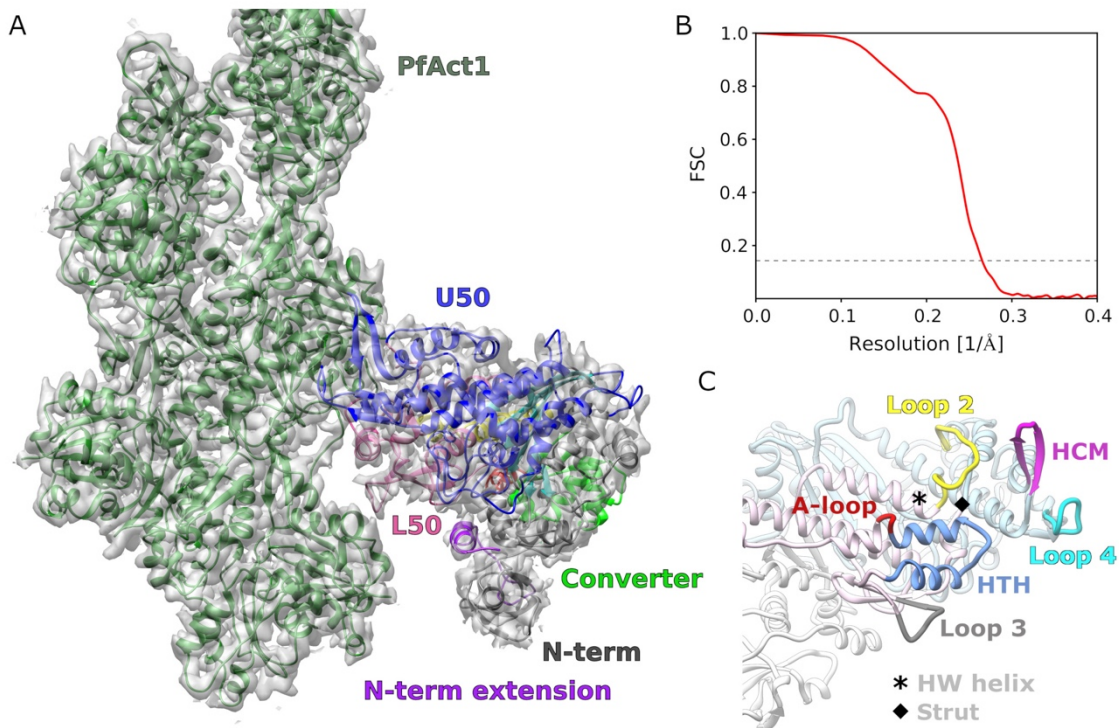 A
PfAct1
U50
L50
Converter
N-term
N-term extension
B
1.0
0.8
0.6
0.4
0.2
FSC
0.0 0.1 0.2 0.3 0.4
Resolution [1/Å]
C
Loop 2
HCM
A-loop
Loop 4
HTH
Loop 3
* HW helix
◆ Strut